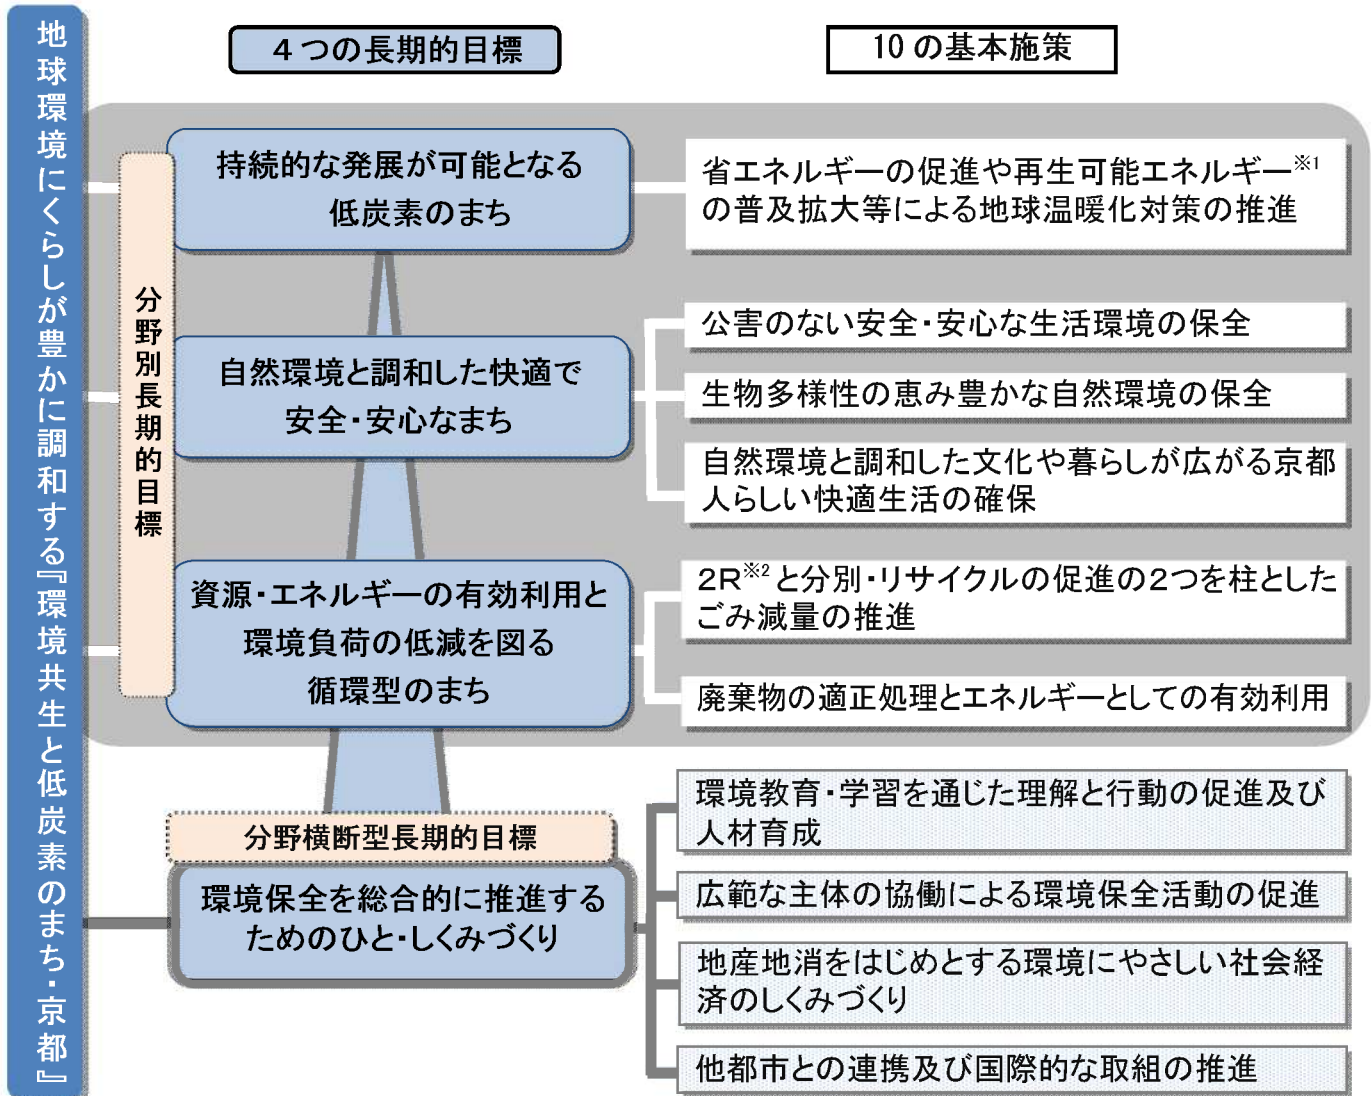 地球環境にくらしが豊かに調和する『環境共生と低炭素のまち・京都』
4つの長期的目標
10の基本施策
分野別長期的目標
持続的な発展が可能となる
低炭素のまち
省エネルギーの促進や再生可能エネルギー※1
の普及拡大等による地球温暖化対策の推進
自然環境と調和した快適で
安全・安心なまち
公害のない安全・安心な生活環境の保全
生物多様性の恵み豊かな自然環境の保全
自然環境と調和した文化や暮らしが広がる京都
人らしい快適生活の確保
資源・エネルギーの有効利用と
環境負荷の低減を図る
循環型のまち
2R※2と分別・リサイクルの促進の2つを柱とした
ごみ減量の推進
廃棄物の適正処理とエネルギーとしての有効利用
分野横断型長期的目標
環境保全を総合的に推進する
ためのひと・しくみづくり
環境教育・学習を通じた理解と行動の促進及び
人材育成
広範な主体の協働による環境保全活動の促進
地産地消をはじめとする環境にやさしい社会経
済のしくみづくり
他都市との連携及び国際的な取組の推進